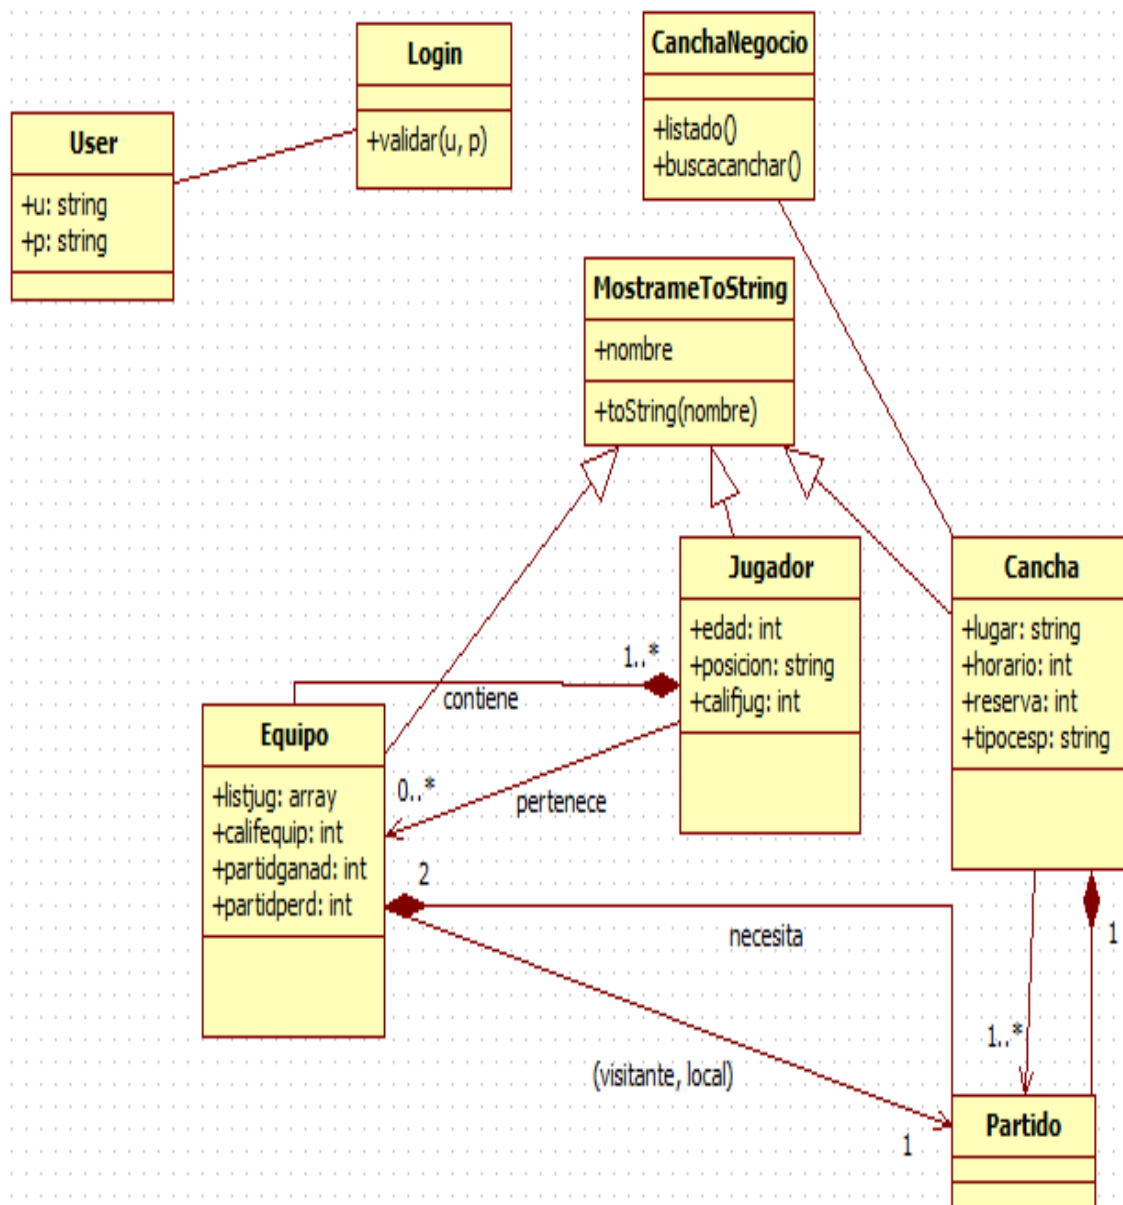 Login
+validar(u, p)
CanchaNegocio
+listado()
+buscacanchar()
User
+u: string
+p: string
MostrameToString
+nombre
+toString(nombre)
Jugador
+edad: int
+posicion: string
+califjug: int
Cancha
+lugar: string
+horario: int
+reserva: int
+tipocesp: string
1..*
contiene
Equipo
+listjug: array
+califequip: int
+partidganad: int
+partidperd: int
0..*
pertenece
2
necesita
1
1..*
(visitante, local)
1
Partido